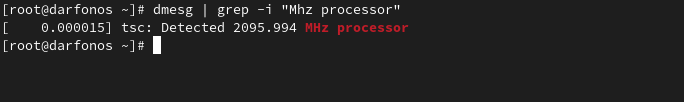 [root@darfonos ~]# dmesg | grep -i "Mhz processor"
[    0.000015] tsc: Detected 2095.994 MHz processor
[root@darfonos ~]#